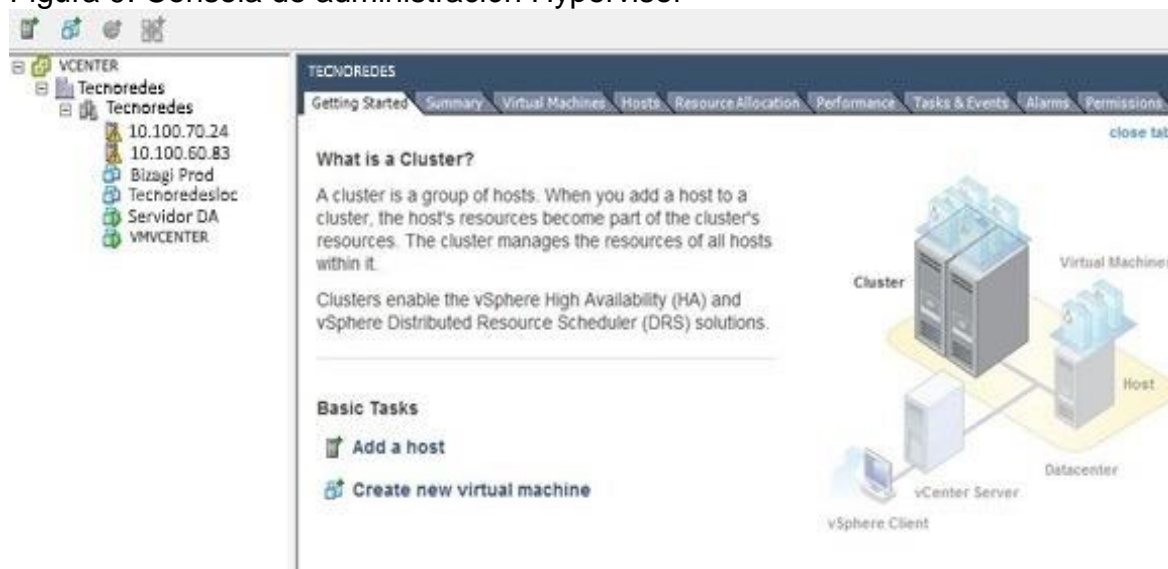 Figura 6. Consola de administración Hypervisor
VCENTER
Tecnoredes
Tecnoredes
10.100.70.24
10.100.60.83
Bizagi Prod
Tecnoredesloc
Servidor DA
VMVCENTER
TECNOREDES
Getting Started Summary Virtual Machines Hosts Resource Allocation Performance Tasks & Events Alarms Permissions
close tab
What is a Cluster?
A cluster is a group of hosts. When you add a host to a
cluster, the host's resources become part of the cluster's
resources. The cluster manages the resources of all hosts
within it.
Clusters enable the vSphere High Availability (HA) and
vSphere Distributed Resource Scheduler (DRS) solutions.
Basic Tasks
Add a host
Create new virtual machine
Virtual Machines
Cluster
Host
Datacenter
vCenter Server
vSphere Client